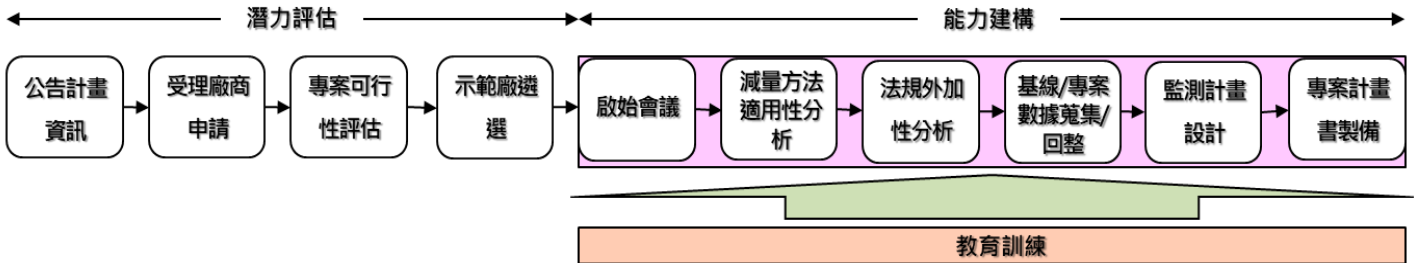 潛力評估
能力建構
公告計畫
資訊
受理廠商
申請
專案可行
性評估
示範廠遴
選
啟始會議
減量方法
適用性分
析
法規外加
性分析
基線/專案
數據蒐集/
回整
監測計畫
設計
專案計畫
書製備
教育訓練